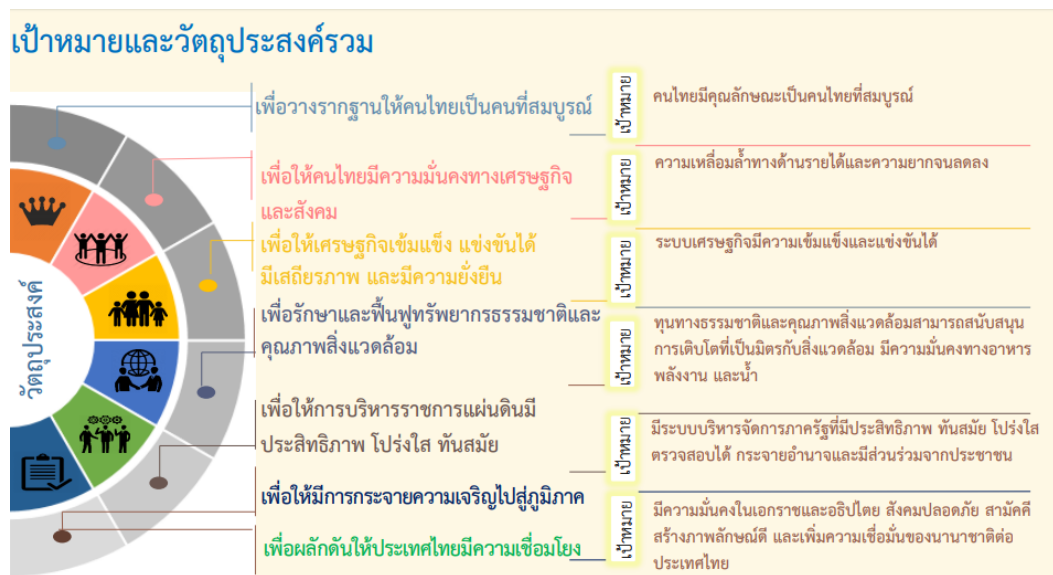 เป้าหมายและวัตถุประสงค์รวม
วัตถุประสงค์
เพื่อวางรากฐานให้คนไทยเป็นคนที่สมบูรณ์
เป้าหมาย
คนไทยมีคุณลักษณะเป็นคนไทยที่สมบูรณ์
เพื่อให้คนไทยมีความมั่นคงทางเศรษฐกิจ
และสังคม
เป้าหมาย
ความเหลื่อมล้ำทางด้านรายได้และความยากจนลดลง
เพื่อให้เศรษฐกิจเข้มแข็ง แข่งขันได้
มีเสถียรภาพ และมีความยั่งยืน
เป้าหมาย
ระบบเศรษฐกิจมีความเข้มแข็งและแข่งขันได้
เพื่อรักษาและฟื้นฟูทรัพยากรธรรมชาติและ
คุณภาพสิ่งแวดล้อม
เป้าหมาย
ทุนทางธรรมชาติและคุณภาพสิ่งแวดล้อมสามารถสนับสนุน
การเติบโตที่เป็นมิตรกับสิ่งแวดล้อม มีความมั่นคงทางอาหาร
พลังงาน และน้ำ
เพื่อให้การบริหารราชการแผ่นดินมี
ประสิทธิภาพ โปร่งใส ทันสมัย
เป้าหมาย
มีระบบบริหารจัดการภาครัฐที่มีประสิทธิภาพ ทันสมัย โปร่งใส
ตรวจสอบได้ กระจายอำนาจและมีส่วนร่วมจากประชาชน
เพื่อให้มีการกระจายความเจริญไปสู่ภูมิภาค
เพื่อผลักดันให้ประเทศไทยมีความเชื่อมโยง
เป้าหมาย
มีความมั่นคงในเอกราชและอธิปไตย สังคมปลอดภัย สามัคคี
สร้างภาพลักษณ์ดี และเพิ่มความเชื่อมั่นของนานาชาติต่อ
ประเทศไทย